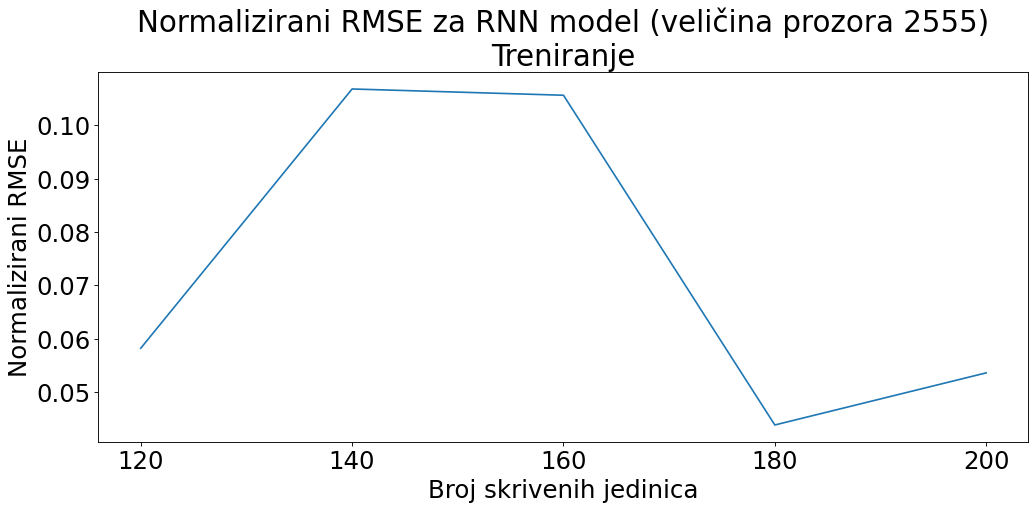 Normalizirani RMSE za RNN model (veličina prozora 2555)
Treniranje
Normalizirani RMSE
0.10
0.09
0.08
0.07
0.06
0.05
120 140 160 180 200
Broj skrivenih jedinica